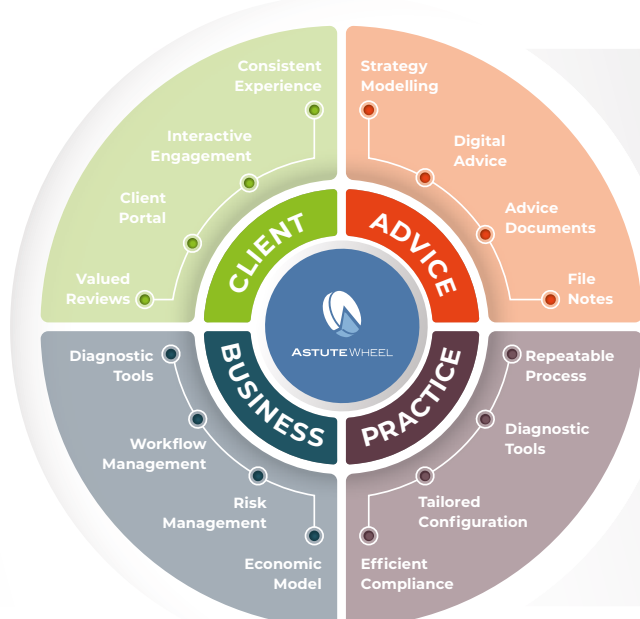 Consistent
Experience
Interactive
Engagement
Client
Portal
Valued
Reviews
CLIENT
Strategy
Modelling
Digital
Advice
Advice
Documents
File
Notes
ADVICE
ASTUTEWHEEL
Diagnostic
Tools
Workflow
Management
Risk
Management
Economic
Model
BUSINESS
Repeatable
Process
Diagnostic
Tools
Tailored
Configuration
Efficient
Compliance
PRACTICE